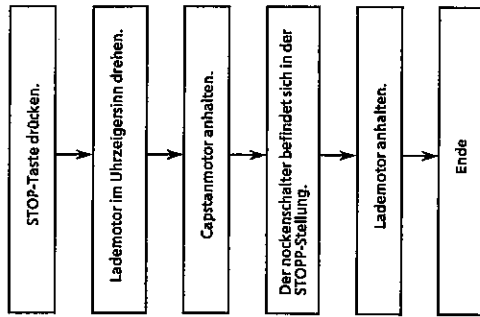 STOP-Taste drücken.
Lademotor im Uhrzeigersinn drehen.
Capstanmotor anhalten.
Der nockenschalter befindet sich in der
STOPP-Stellung.
Lademotor anhalten.
Ende